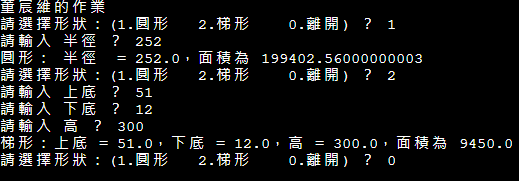 董宸維的作業
請選擇形狀：(1.圓形   2.梯形   0.離開) ？ 1
請輸入 半徑 ？ 252
圓形： 半徑  = 252.0，面積為 199402.56000000003
請選擇形狀：(1.圓形   2.梯形   0.離開) ？ 2
請輸入 上底 ？ 51
請輸入 下底 ？ 12
請輸入 高 ？ 300
梯形：上底 = 51.0，下底 = 12.0，高 = 300.0，面積為 9450.0
請選擇形狀：(1.圓形   2.梯形   0.離開) ？ 0